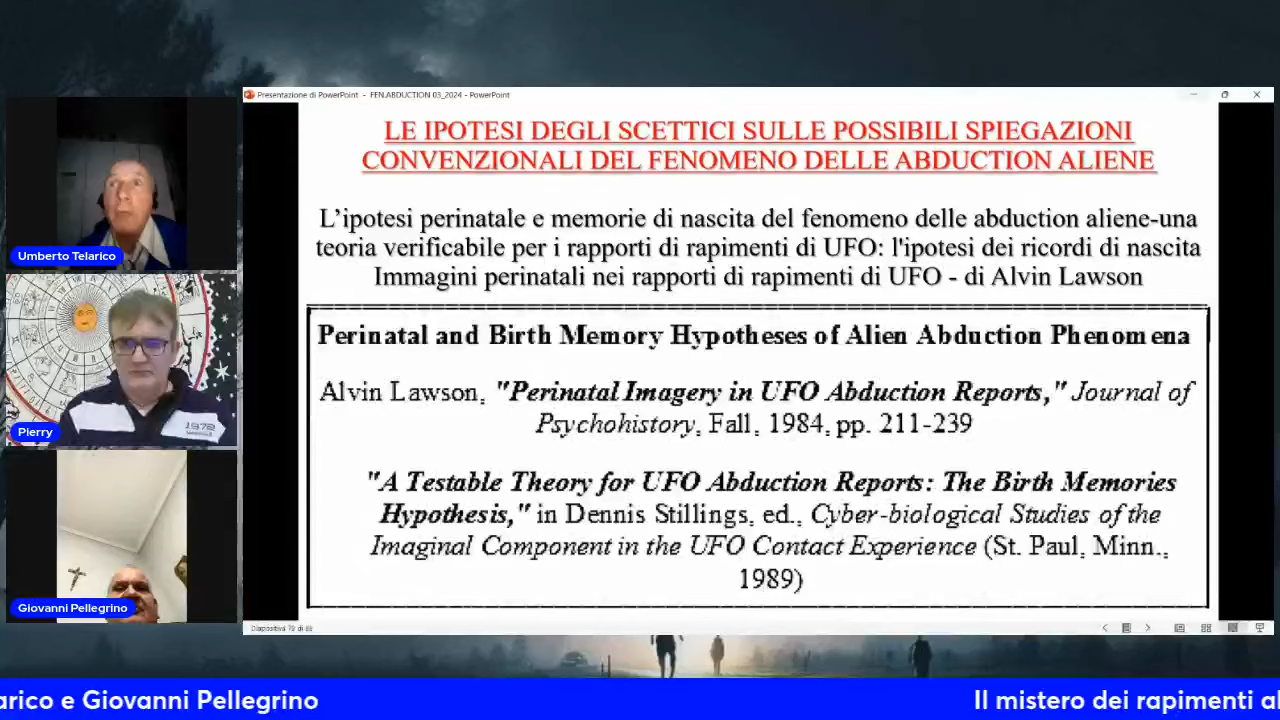 Presentazione di PowerPoint - FEN.ABDUCTION 03_2024 - PowerPoint
LE IPOTESI DEGLI SCETTICI SULLE POSSIBILI SPIEGAZIONI
CONVENZIONALI DEL FENOMENO DELLE ABDUCTION ALIENE
L'ipotesi perinatale e memorie di nascita del fenomeno delle abduction aliene-una
teoria verificabile per i rapporti di rapimenti di UFO: l'ipotesi dei ricordi di nascita
Immagini perinatali nei rapporti di rapimenti di UFO - di Alvin Lawson
Perinatal and Birth Memory Hypotheses of Alien Abduction Phenomena
Alvin Lawson, "Perinatal Imagery in UFO Abduction Reports," Journal of
Psychohistory, Fall, 1984, pp. 211-239
"A Testable Theory for UFO Abduction Reports: The Birth Memories
Hypothesis," in Dennis Stillings, ed., Cyber-biological Studies of the
Imaginal Component in the UFO Contact Experience (St. Paul, Minn.,
1989)
Umberto Telarico
1972
Pierry
Giovanni Pellegrino
arico e Giovanni Pellegrino
Il mistero dei rapimenti al